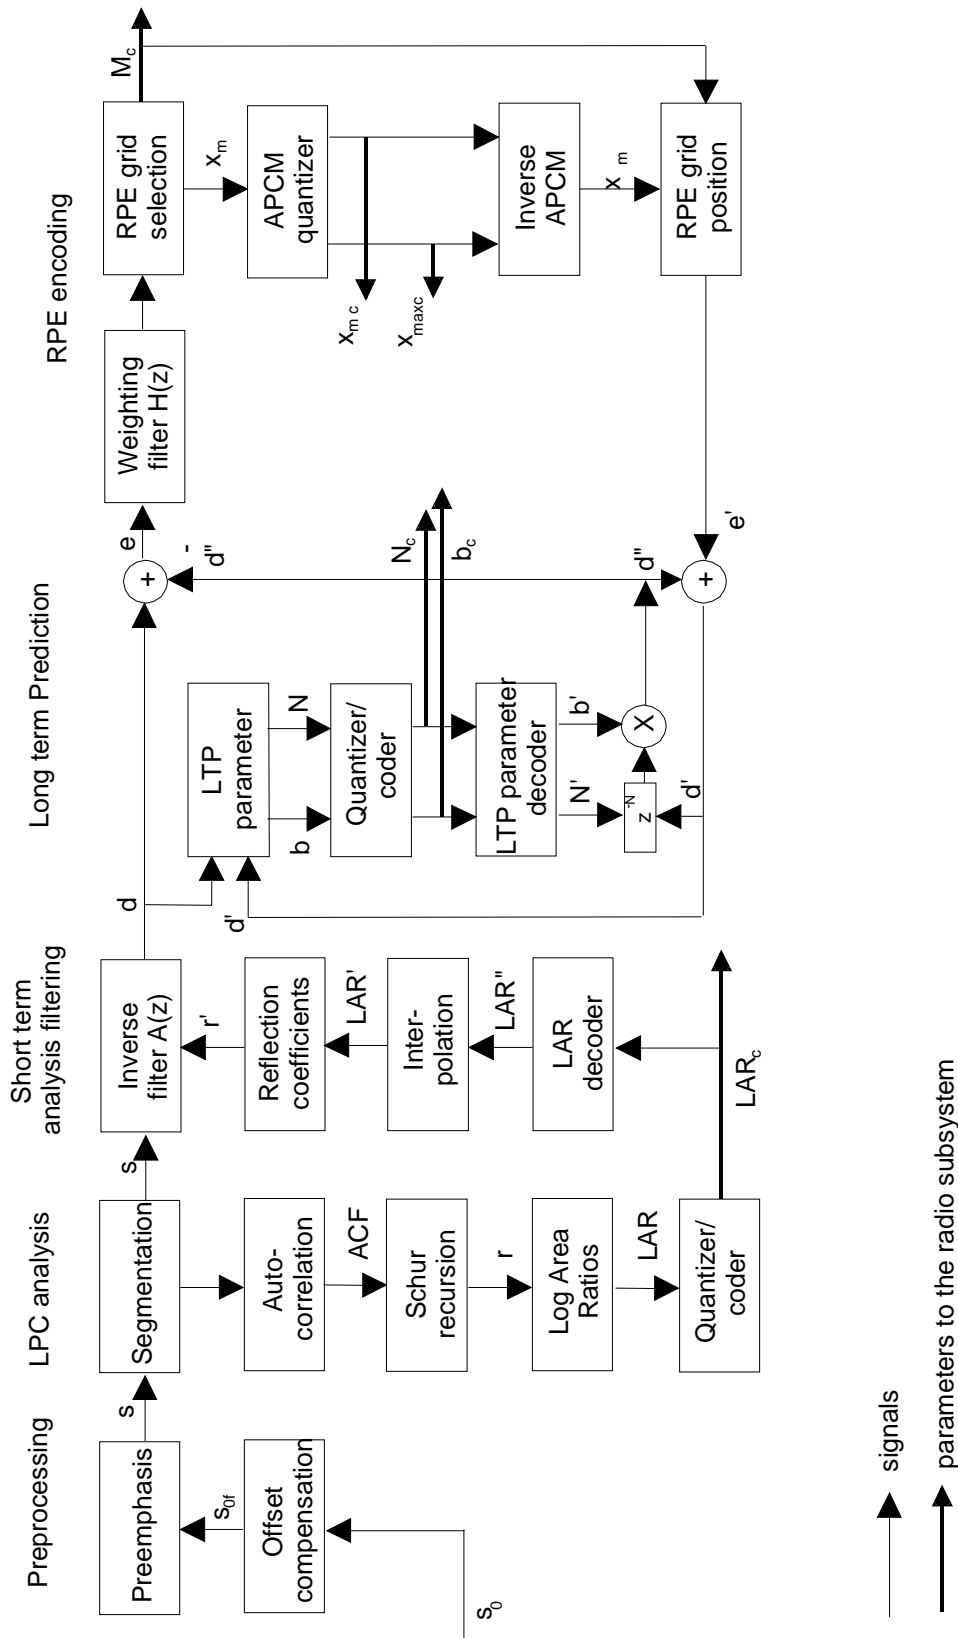 Preprocessing
LPC analysis
Short term
analysis filtering
Long term Prediction
RPE encoding
Preemphasis
s
Segmentation
s
Inverse
filter A(z)
d
+
e
-
d"
Weighting
filter H(z)
RPE grid
selection
Mc
s0f
Offset
compensation
s0
Auto-
correlation
ACF
Schur
recursion
r
Log Area
Ratios
LAR
Quantizer/
coder
LARc
r'
Reflection
coefficients
LAR'
Inter-
polation
LAR"
LAR
decoder
d'
LTP
parameter
b
N
Quantizer/
coder
Nc
bc
LTP parameter
decoder
N'
b'
z-N
X
d'
d"
+
e'
xm
APCM
quantizer
xm c
xmaxc
Inverse
APCM
x m
RPE grid
position
signals
parameters to the radio subsystem